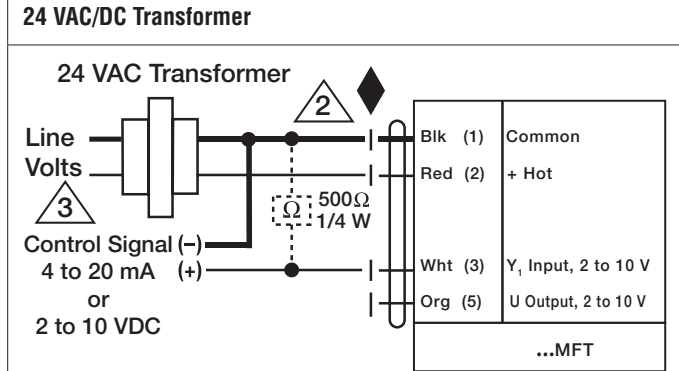 24 VAC/DC Transformer
24 VAC Transformer
2
Line
Volts
3
Blk (1) Common
Red (2) + Hot
Ω 500Ω
1/4 W
Control Signal (–)
4 to 20 mA (+)
or
2 to 10 VDC
Wht (3) Y1 Input, 2 to 10 V
Org (5) U Output, 2 to 10 V
...MFT